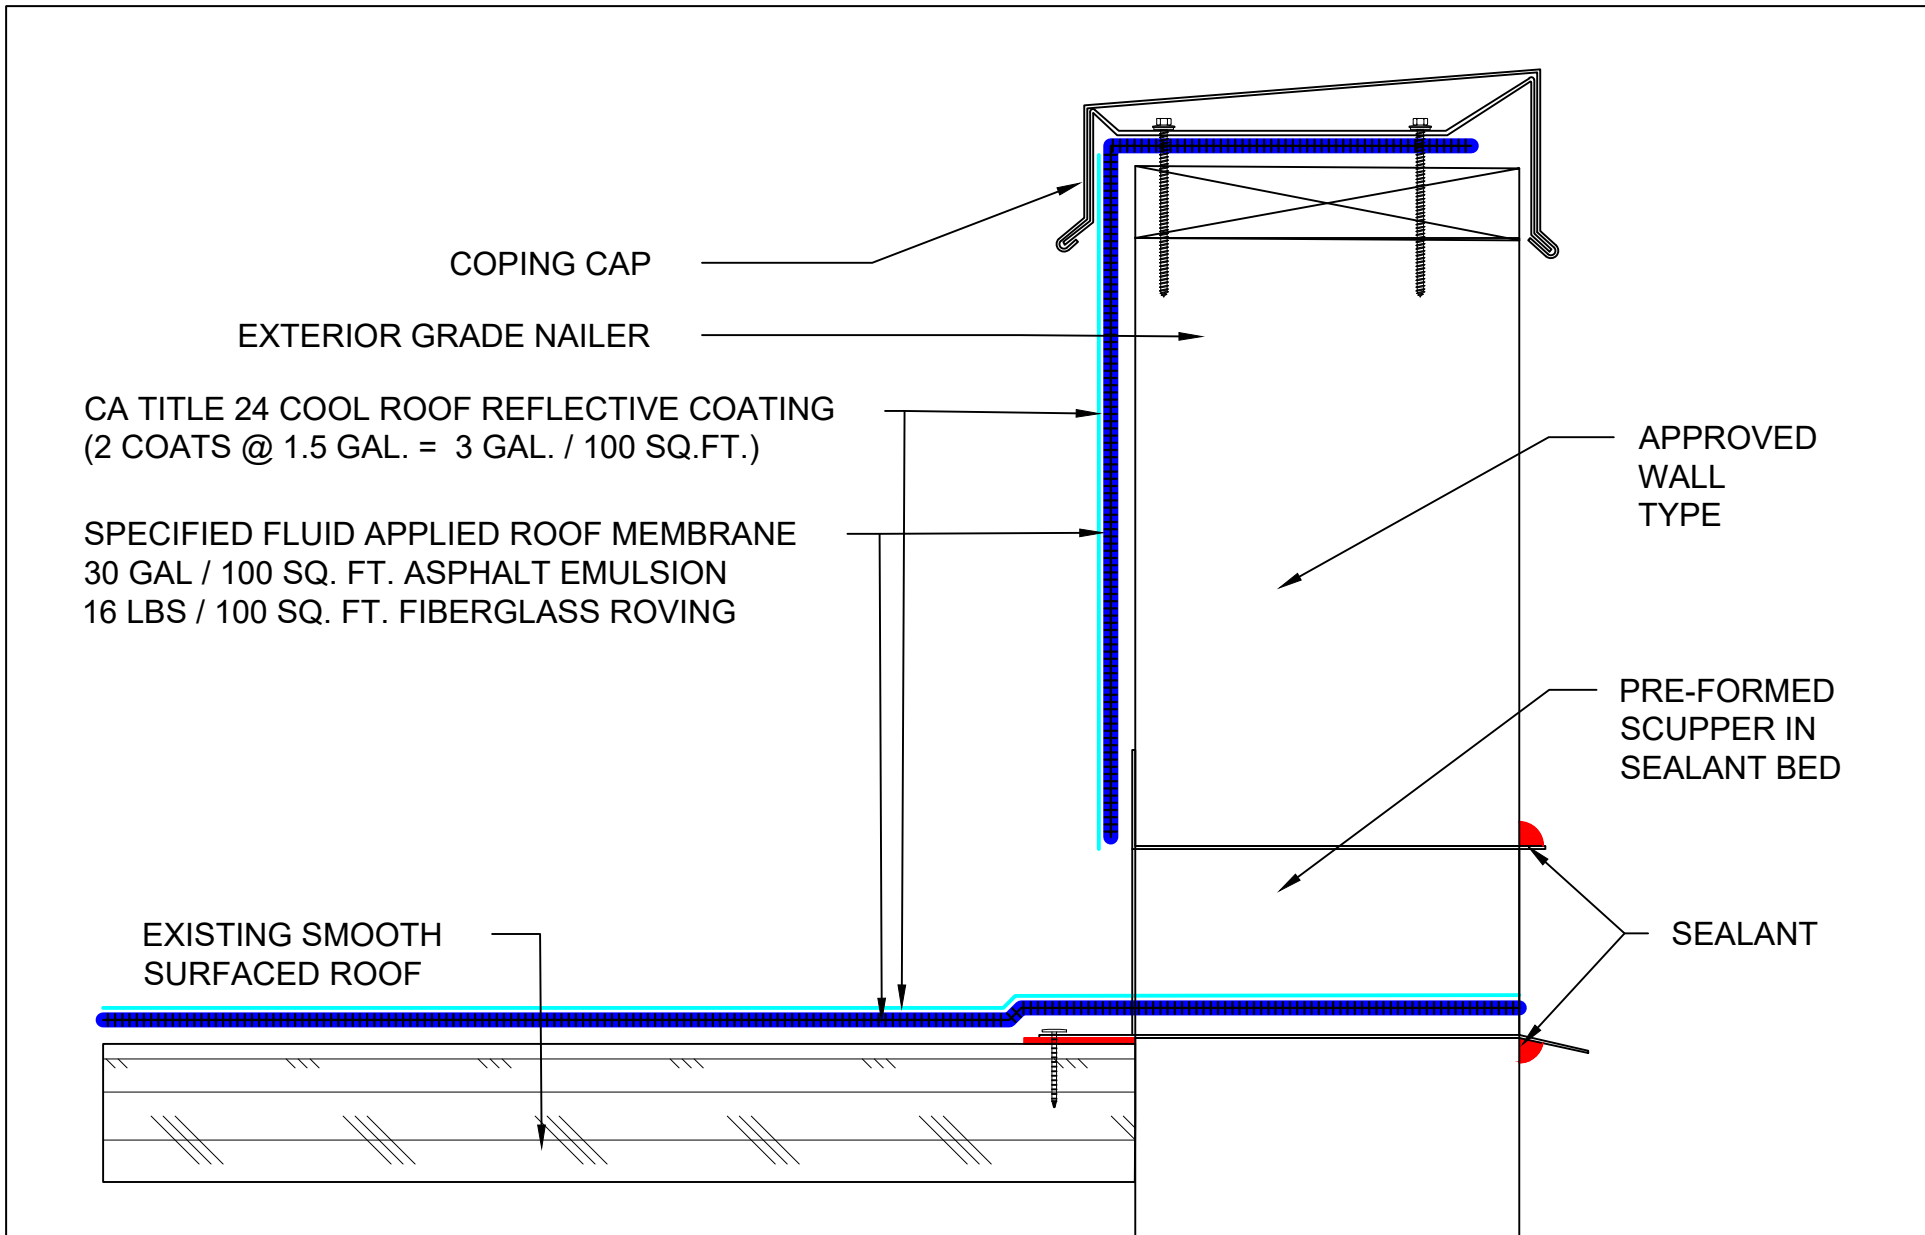 COPING CAP
EXTERIOR GRADE NAILER
CA TITLE 24 COOL ROOF REFLECTIVE COATING
(2 COATS @ 1.5 GAL. = 3 GAL. / 100 SQ.FT.)
SPECIFIED FLUID APPLIED ROOF MEMBRANE
30 GAL / 100 SQ. FT. ASPHALT EMULSION
16 LBS / 100 SQ. FT. FIBERGLASS ROVING
APPROVED
WALL
TYPE
PRE-FORMED
SCUPPER IN
SEALANT BED
EXISTING SMOOTH
SURFACED ROOF
SEALANT